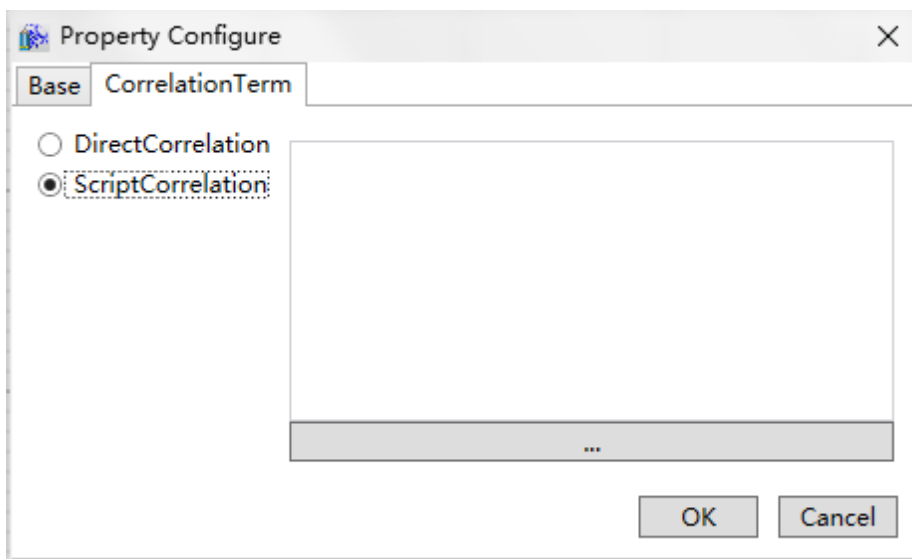 Property Configure
Base CorrelationTerm
DirectCorrelation
ScriptCorrelation
...
OK Cancel